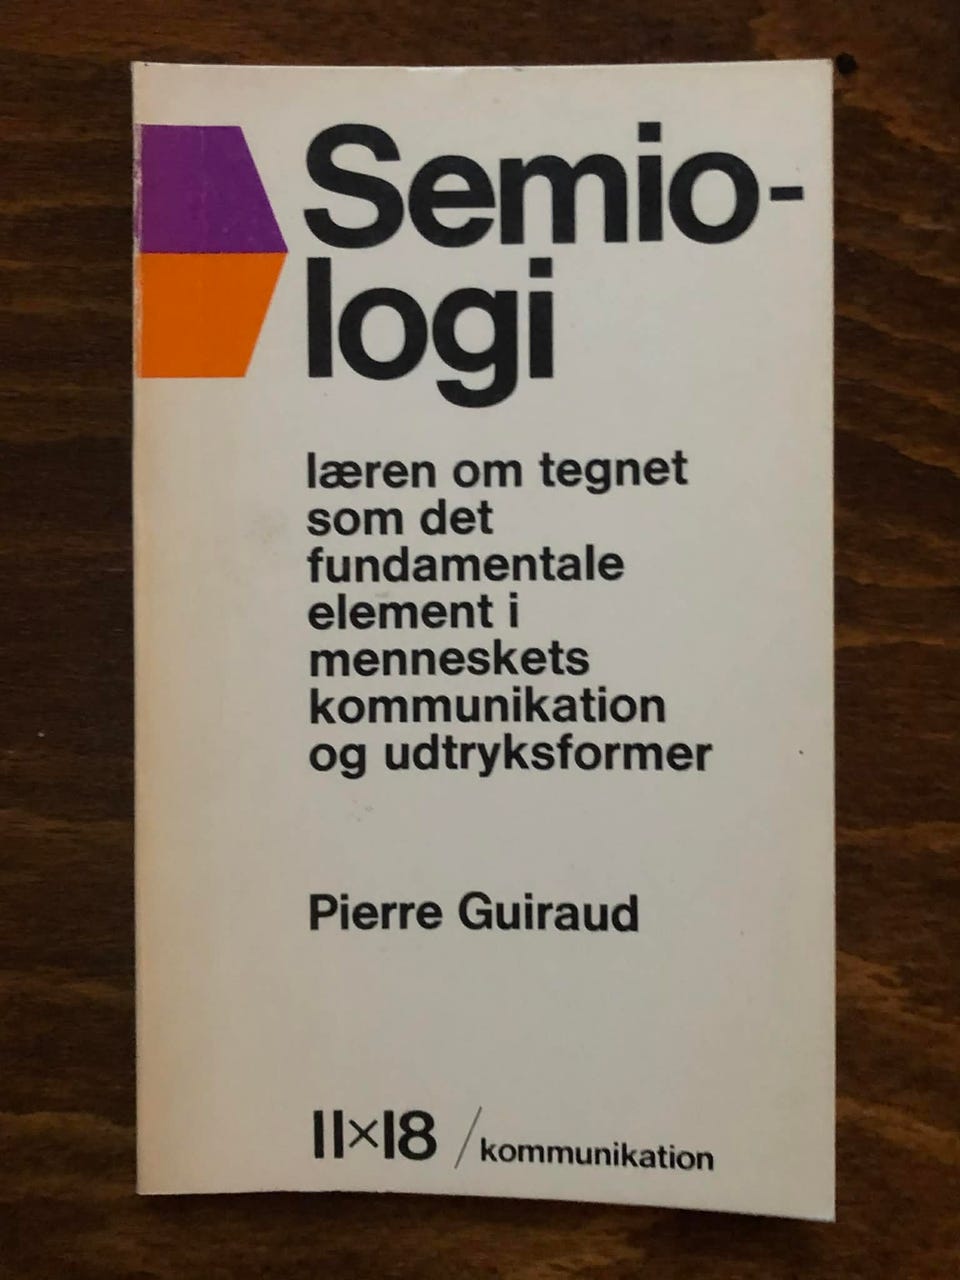 Semio-
logi
læren om tegnet
som det
fundamentale
element i
menneskets
kommunikation
og udtryksformer
Pierre Guiraud
11×18 / kommunikation